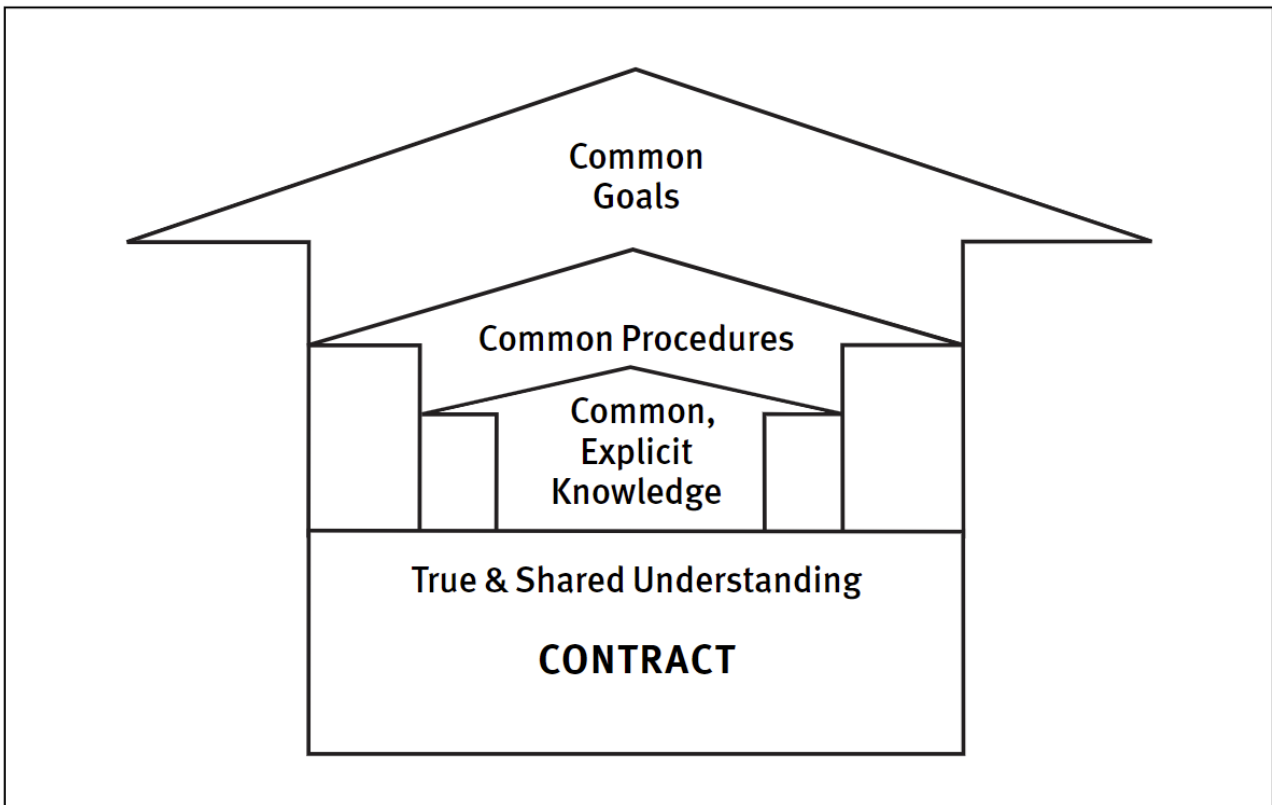 Common
Goals
Common Procedures
Common,
Explicit
Knowledge
True & Shared Understanding
CONTRACT